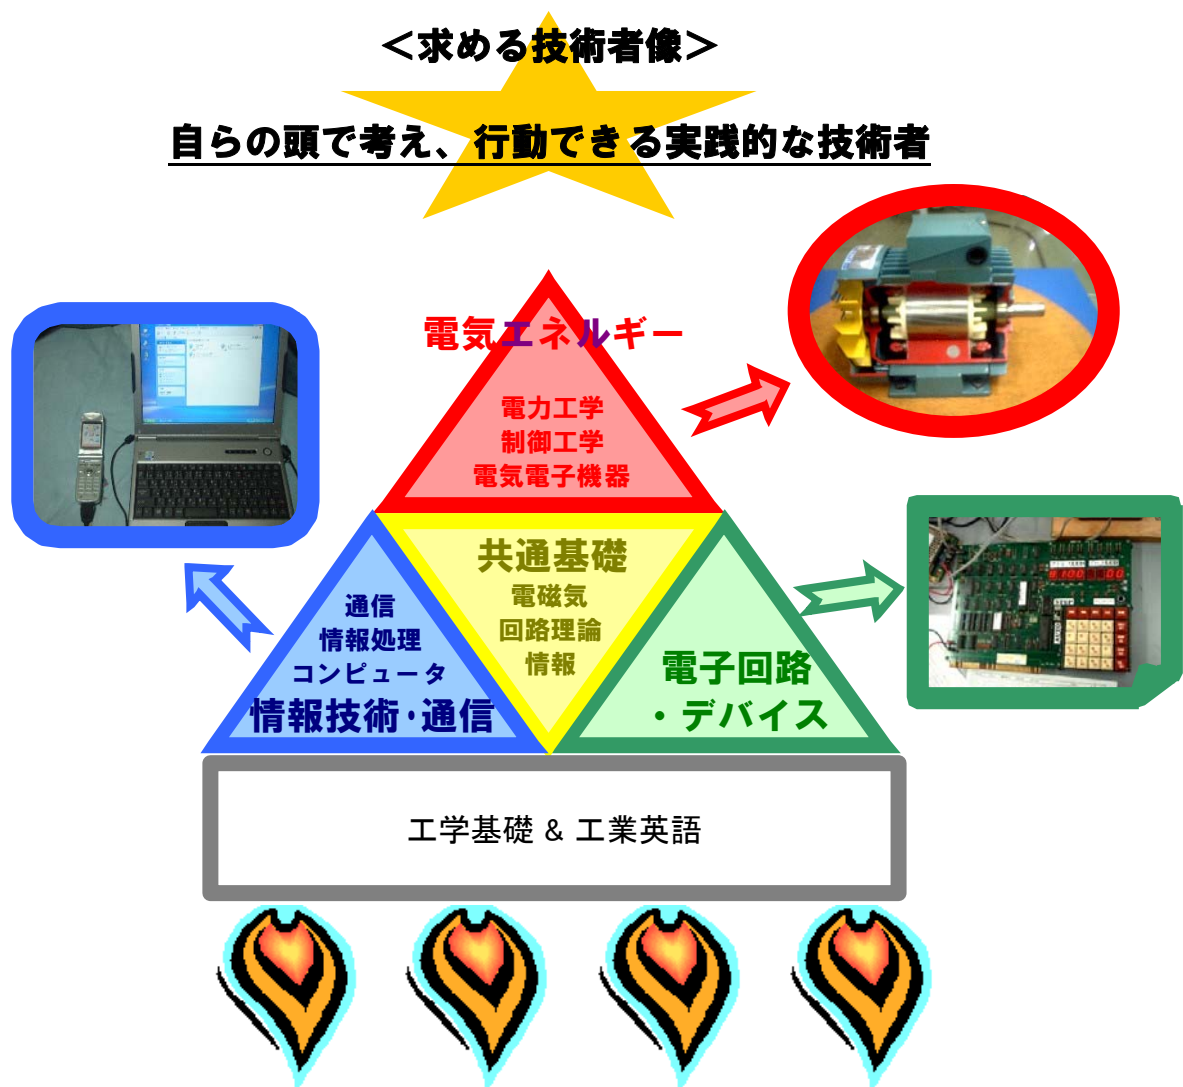 ＜求める技術者像＞
自らの頭で考え、行動できる実践的な技術者
電気エネルギー
電力工学
制御工学
電気電子機器
共通基礎
電磁気
回路理論
情報
通信
情報処理
コンピュータ
情報技術・通信
電子回路
・デバイス
工学基礎 & 工業英語